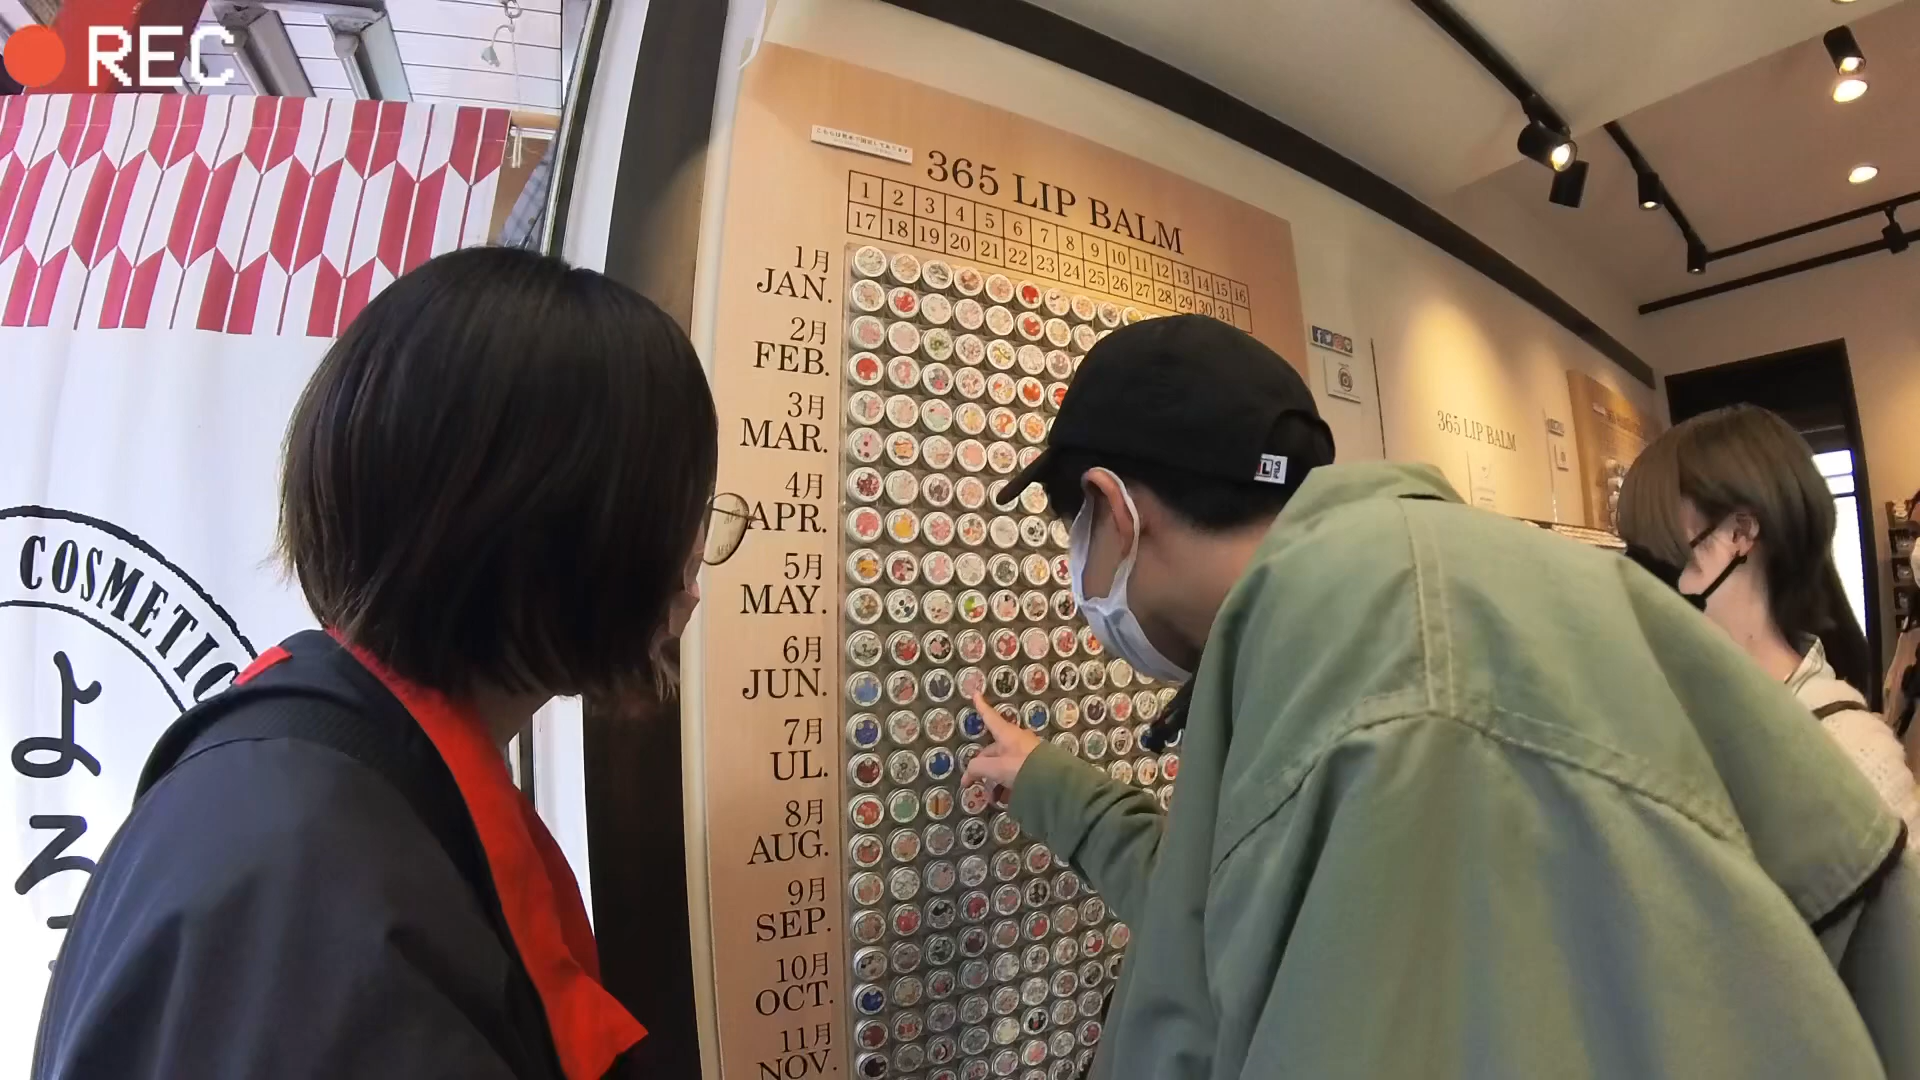 REC
365 LIP BALM
1 2 3 4 5 6 7 8 9 10 11 12 13 14 15 16
17 18 19 20 21 22 23 24 25 26 27 28 29 30 31
1月
JAN.
2月
FEB.
3月
MAR.
4月
APR.
5月
MAY.
6月
JUN.
7月
UL.
8月
AUG.
9月
SEP.
10月
OCT.
11月
NOV.
COSMETIC
よ
365 LIP BALM